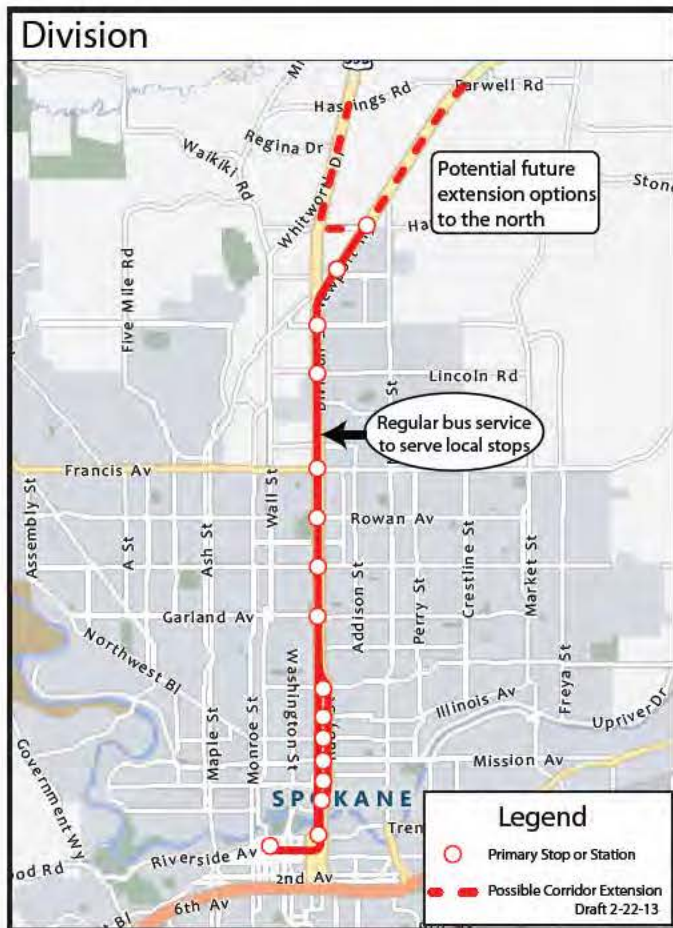 Division
Hastings Rd
Farwell Rd
Regina Dr
Waikiki Rd
Whitworth Dr
Potential future
extension options
to the north
Five Mile Rd
Lincoln Rd
Regular bus service
to serve local stops
Francis Av
Assembly St
A St
Ash St
Wall St
Rowan Av
Addison St
Perry St
Crestline St
Market St
Freya St
Garland Av
Northwest Bl
Washington St
Maple St
Monroe St
Illinois Av
Upriver Dr
Mission Av
Government Wy
SPOKANE
Riverside Av
2nd Av
6th Av
Legend
Primary Stop or Station
Possible Corridor Extension
Draft 2-22-13